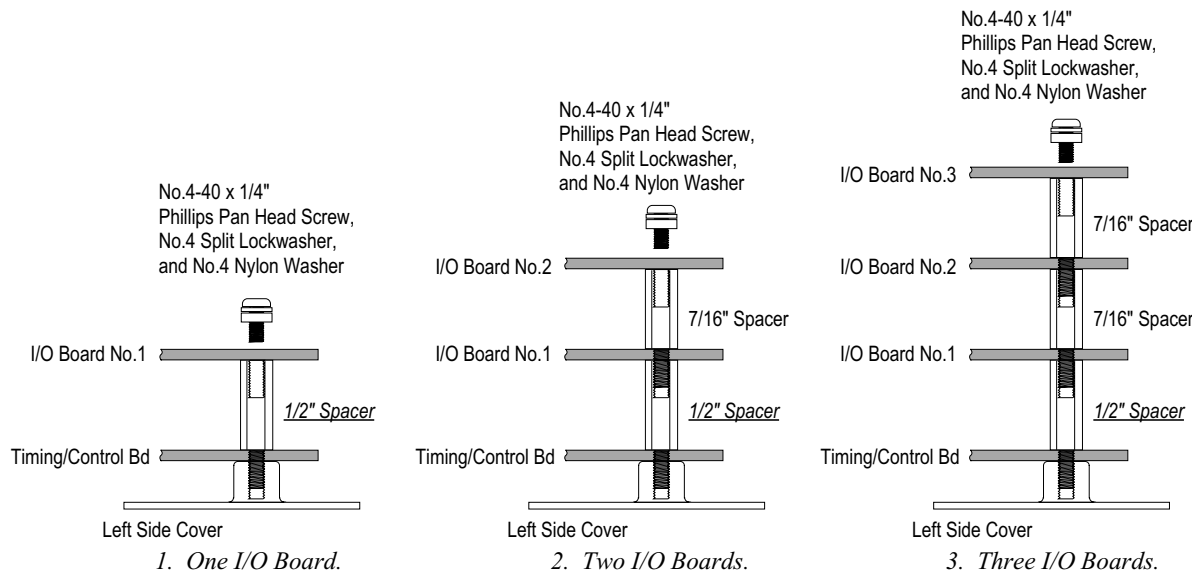 No.4-40 x 1/4"
Phillips Pan Head Screw,
No.4 Split Lockwasher,
and No.4 Nylon Washer
I/O Board No.1
1/2" Spacer
Timing/Control Bd
Left Side Cover
1. One I/O Board.
No.4-40 x 1/4"
Phillips Pan Head Screw,
No.4 Split Lockwasher,
and No.4 Nylon Washer
I/O Board No.2
7/16" Spacer
I/O Board No.1
1/2" Spacer
Timing/Control Bd
Left Side Cover
2. Two I/O Boards.
No.4-40 x 1/4"
Phillips Pan Head Screw,
No.4 Split Lockwasher,
and No.4 Nylon Washer
I/O Board No.3
7/16" Spacer
I/O Board No.2
7/16" Spacer
I/O Board No.1
1/2" Spacer
Timing/Control Bd
Left Side Cover
3. Three I/O Boards.